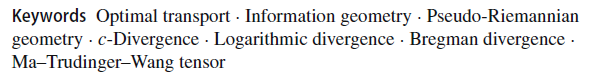 Keywords Optimal transport · Information geometry · Pseudo-Riemannian
geometry · c-Divergence · Logarithmic divergence · Bregman divergence ·
Ma–Trudinger–Wang tensor